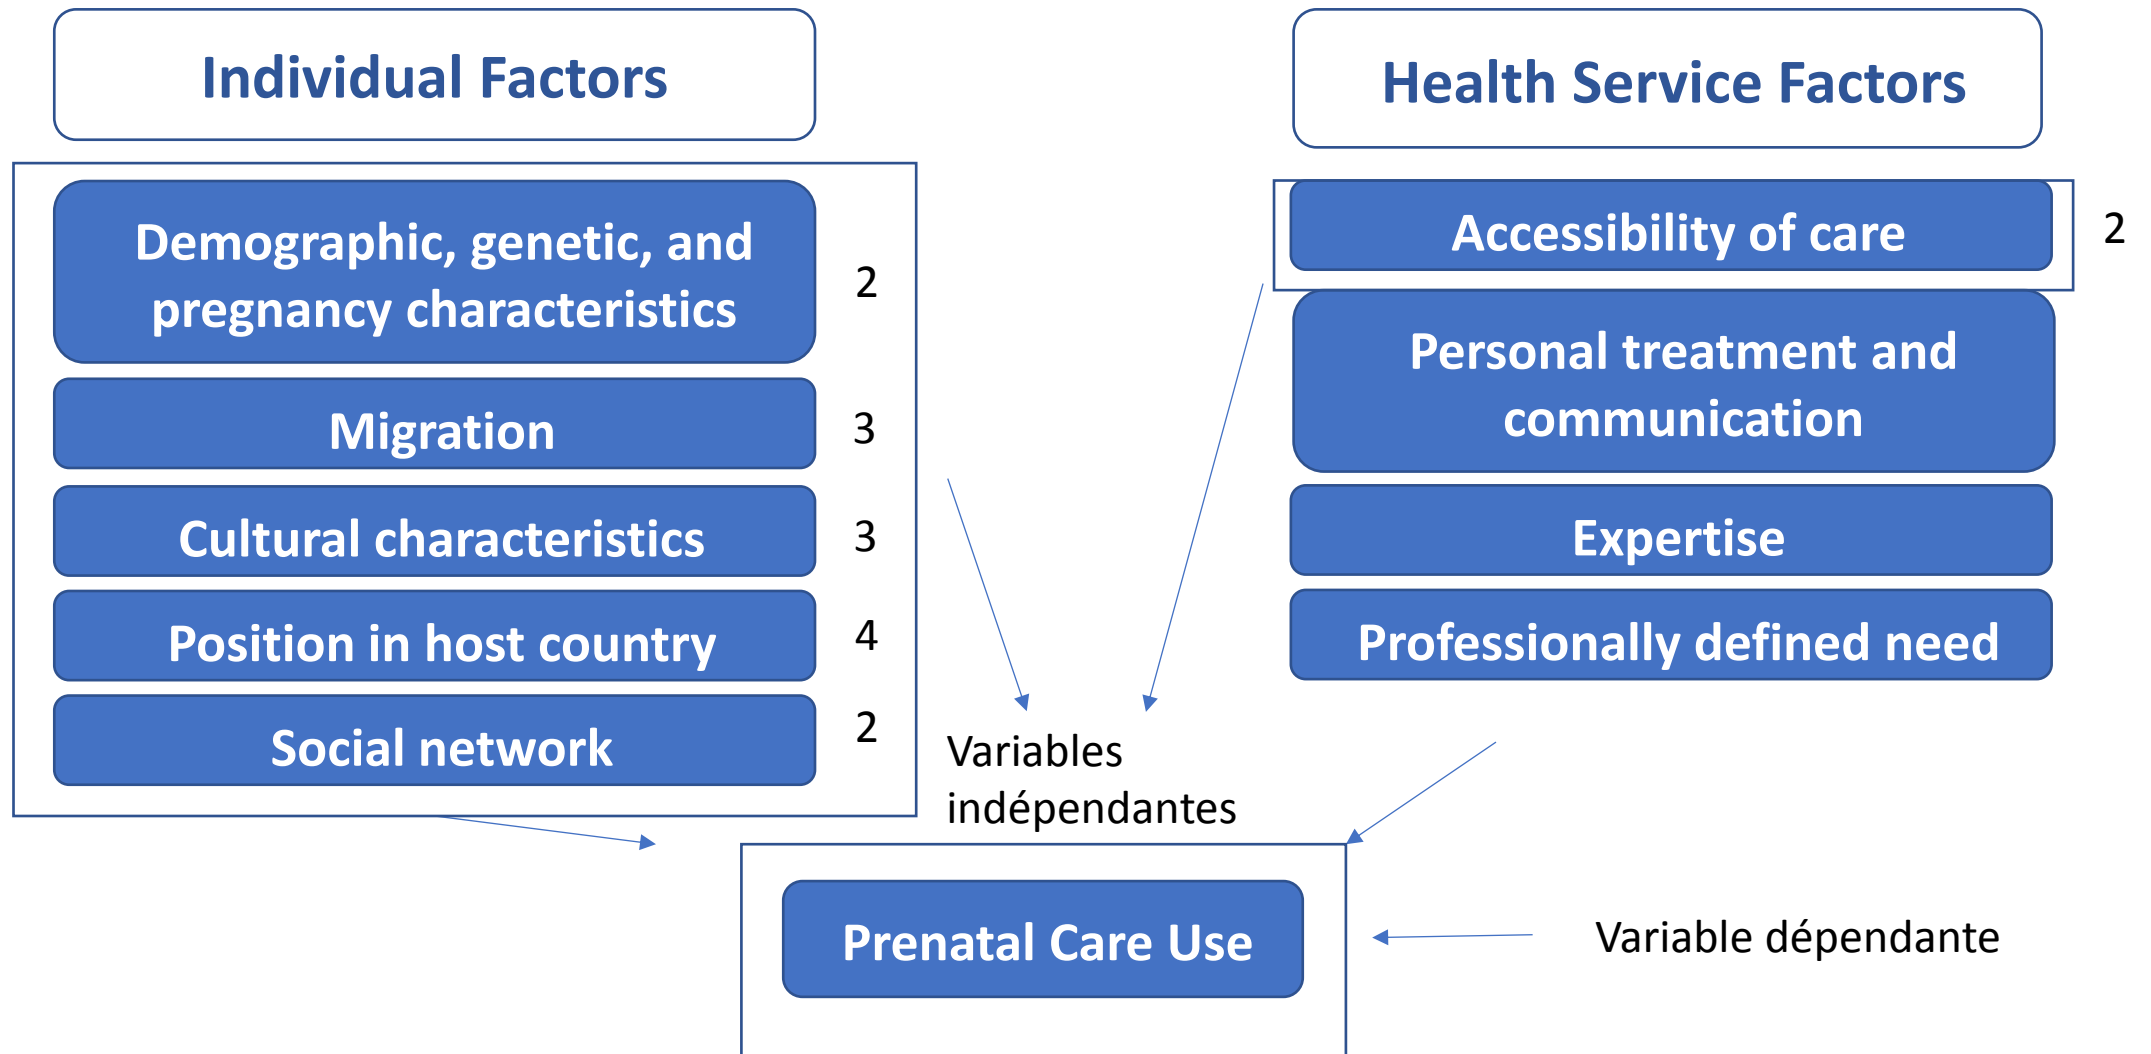 Individual Factors
Demographic, genetic, and
pregnancy characteristics
2
Migration
3
Cultural characteristics
3
Position in host country
4
Social network
2
Health Service Factors
Accessibility of care
2
Personal treatment and
communication
Expertise
Professionally defined need
Variables
indépendantes
Prenatal Care Use
Variable dépendante